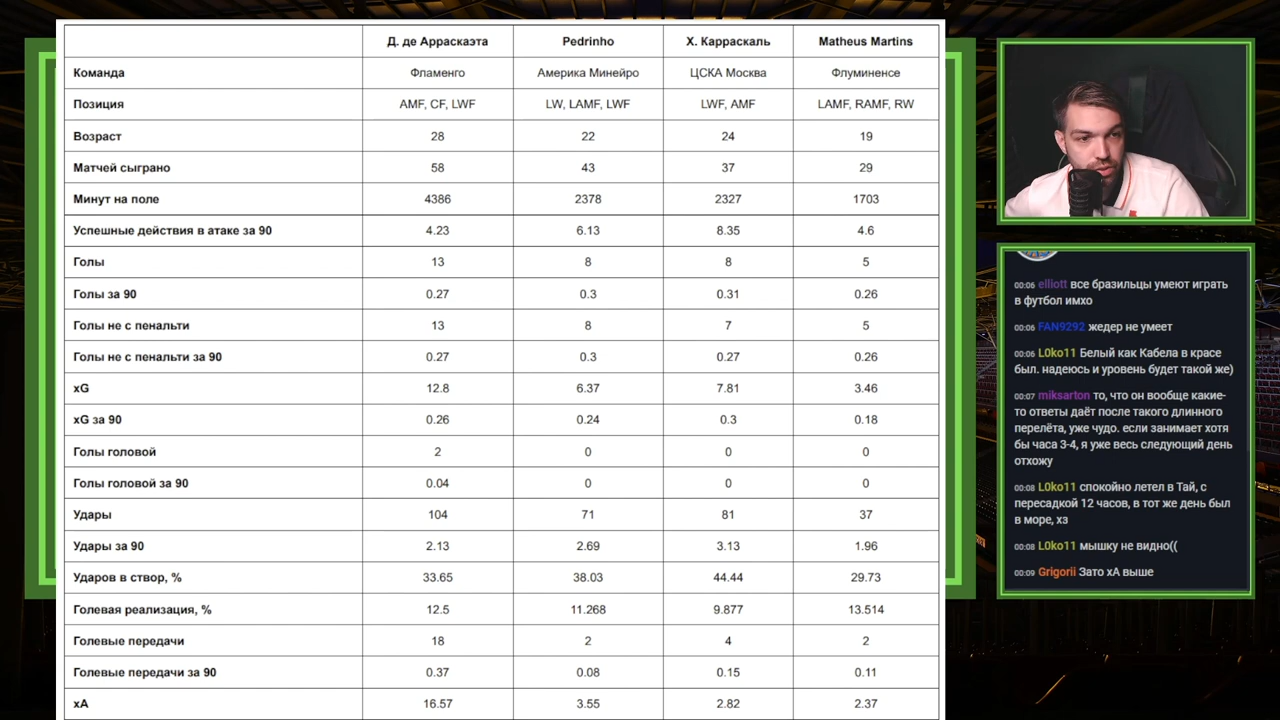 Д. де Арраскаэта Pedrinho Х. Карраскаль Matheus Martins
Команда Фламенго Америка Минейро ЦСКА Москва Флуминенсе
Позиция AMF, CF, LWF LW, LAMF, LWF LWF, AMF LAMF, RAMF, RW
Возраст 28 22 24 19
Матчей сыграно 58 43 37 29
Минут на поле 4386 2378 2327 1703
Успешные действия в атаке за 90 4.23 6.13 8.35 4.6
Голы 13 8 8 5
Голы за 90 0.27 0.3 0.31 0.26
Голы не с пенальти 13 8 7 5
Голы не с пенальти за 90 0.27 0.3 0.27 0.26
xG 12.8 6.37 7.81 3.46
xG за 90 0.26 0.24 0.3 0.18
Голы головой 2 0 0 0
Голы головой за 90 0.04 0 0 0
Удары 104 71 81 37
Удары за 90 2.13 2.69 3.13 1.96
Ударов в створ, % 33.65 38.03 44.44 29.73
Голевая реализация, % 12.5 11.268 9.877 13.514
Голевые передачи 18 2 4 2
Голевые передачи за 90 0.37 0.08 0.15 0.11
xA 16.57 3.55 2.82 2.37
00:06 elliott все бразильцы умеют играть
в футбол имхо
00:06 FAN9292 жедер не умеет
00:06 L0ko11 Белый как Кабела в красе
был. надеюсь и уровень будет такой же)
00:07 miksarton то, что он вообще какие-
то ответы даёт после такого длинного
перелёта, уже чудо. если занимает хотя
бы часа 3-4, я уже весь следующий день
отхожу
00:08 L0ko11 спокойно летел в Тай, с
пересадкой 12 часов, в тот же день был
в море, хз
00:08 L0ko11 мышку не видно((
00:09 Grigorii Зато хА выше